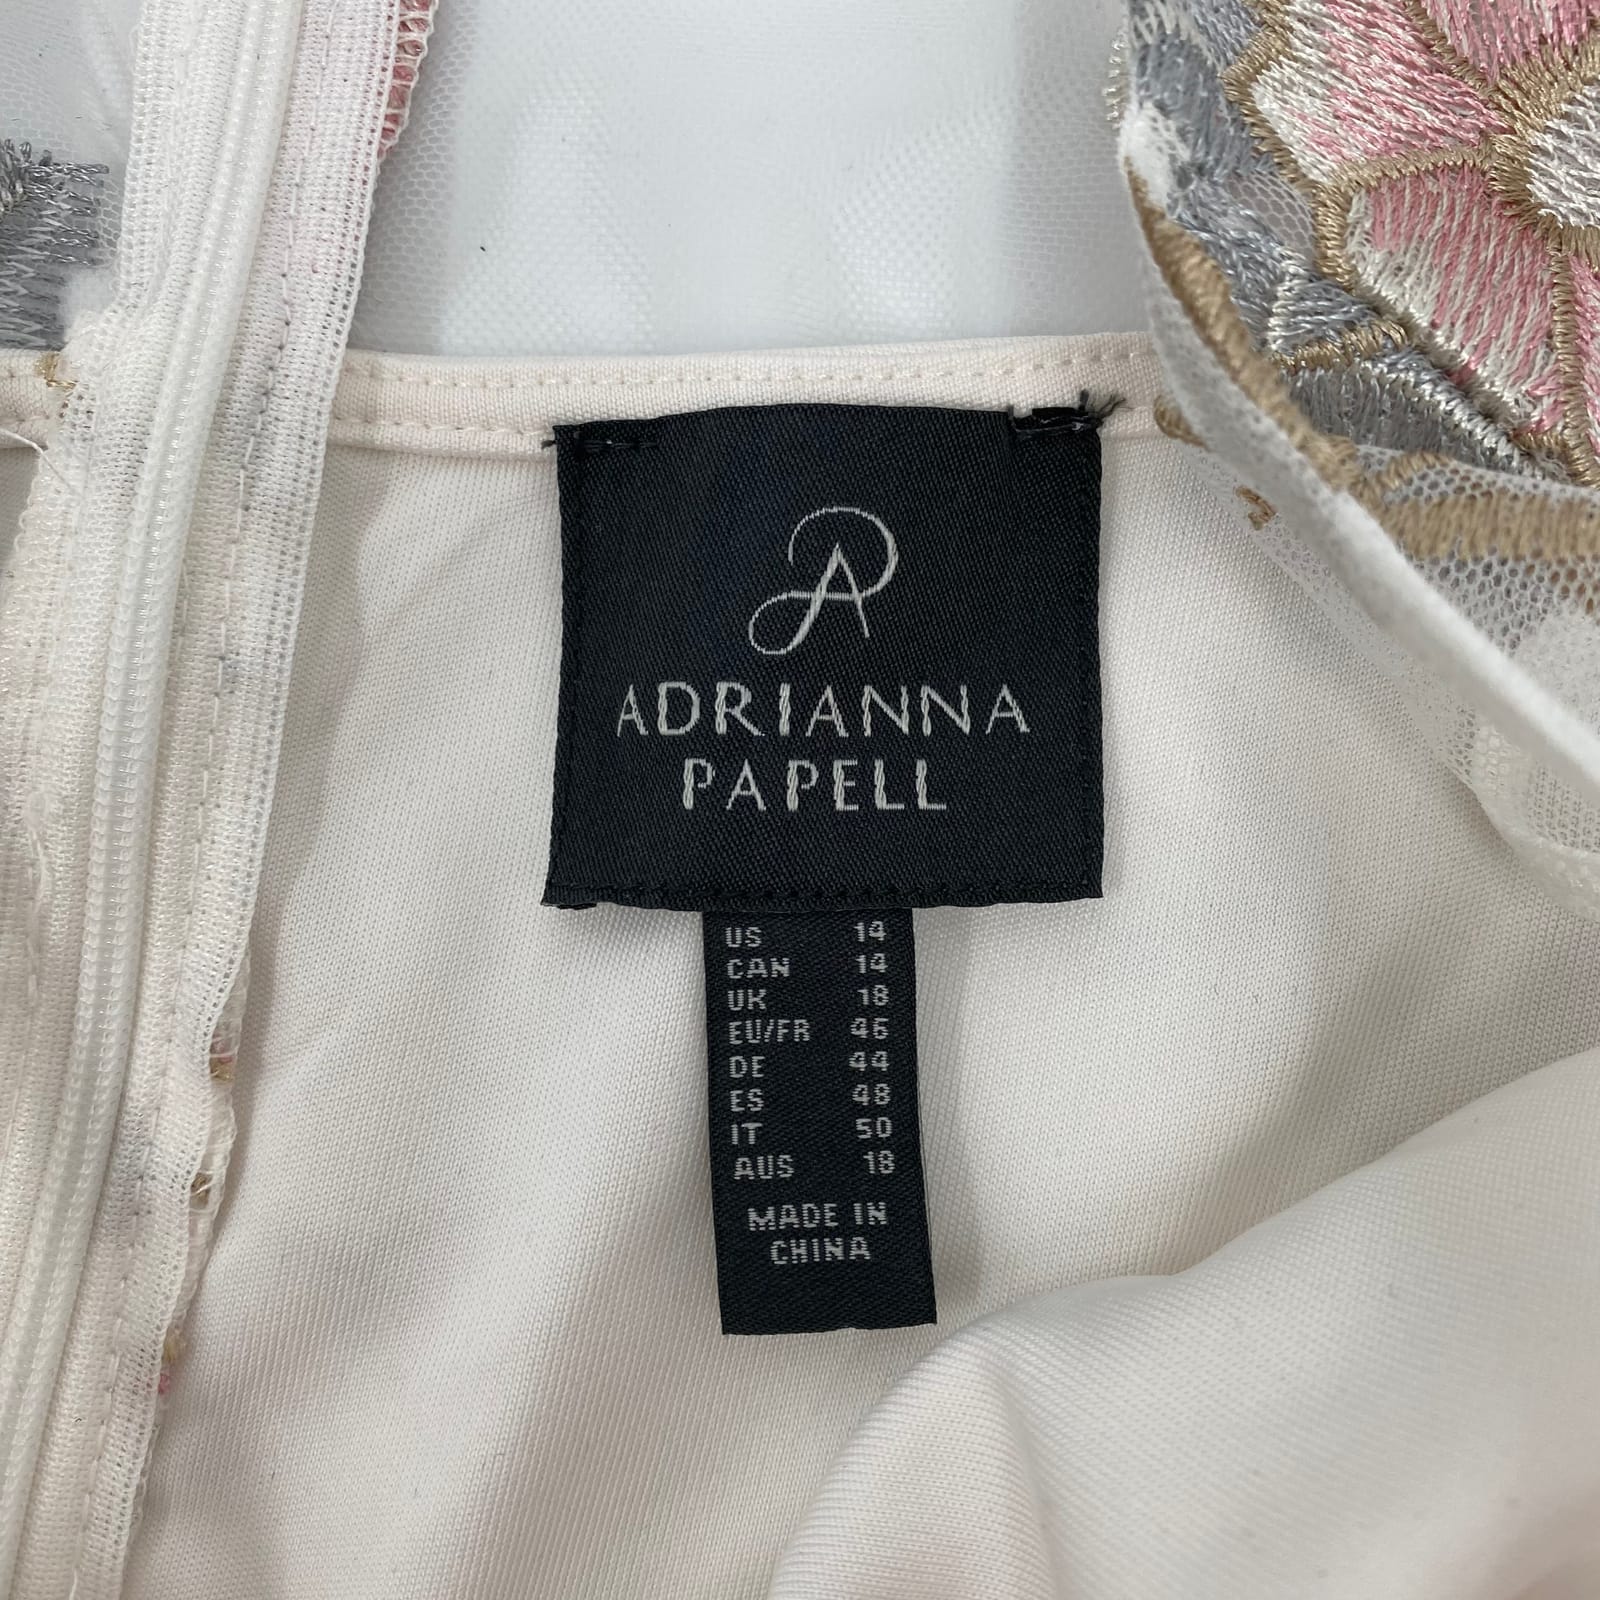 ADRIANNA
PAPELL
US 14
CAN 14
UK 18
EU/FR 46
DE 44
ES 48
IT 50
AUS 18
MADE IN
CHINA